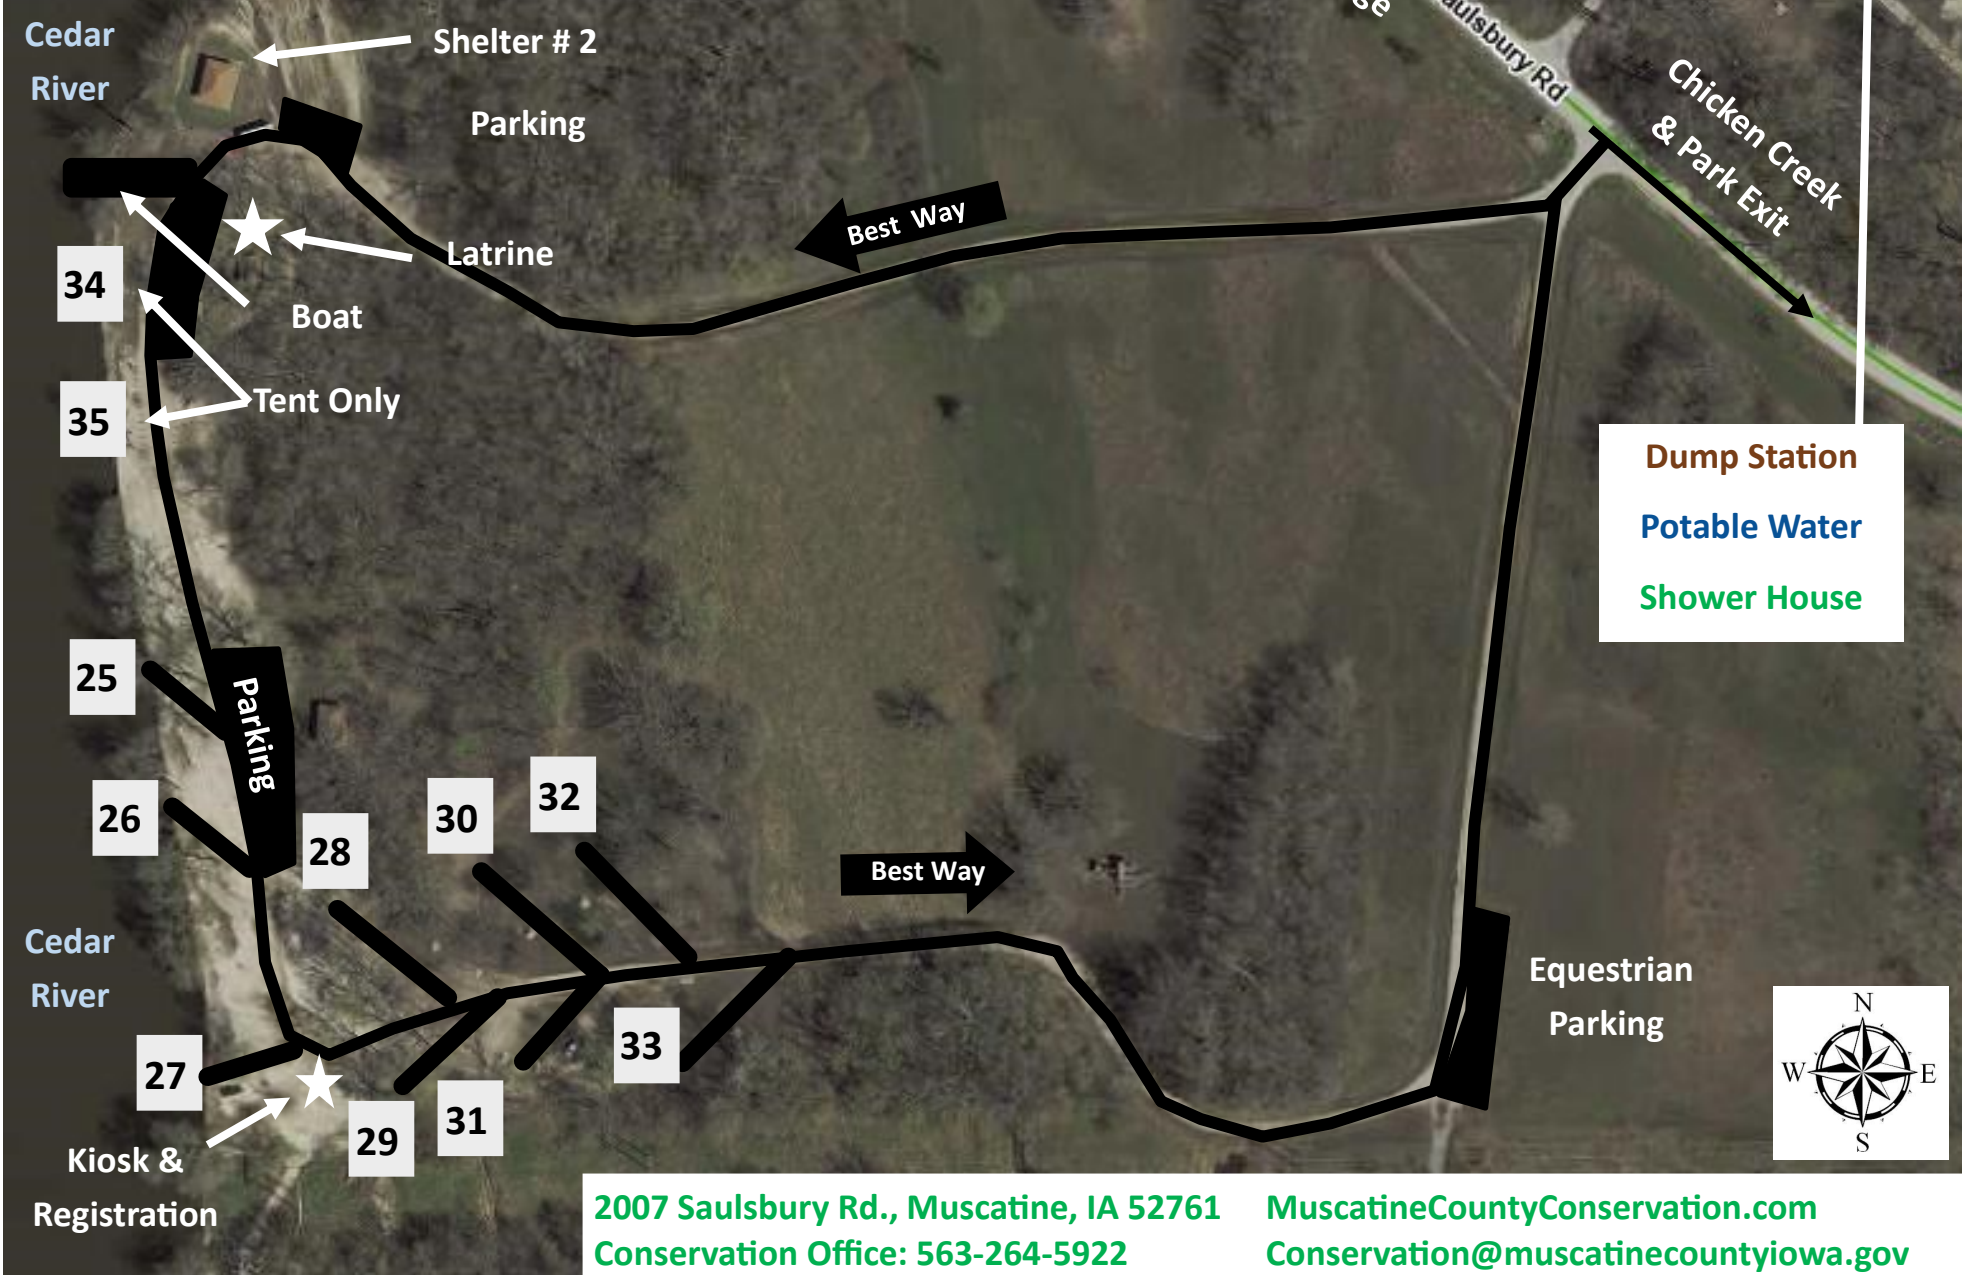 Cedar
River
Shelter # 2
Parking
Saulsbury Rd
Chicken Creek
& Park Exit
Best Way
Latrine
34
Boat
Tent Only
35
Dump Station
Potable Water
Shower House
25
Parking
26
28
30
32
Best Way
Cedar
River
Equestrian
Parking
27
33
29
31
Kiosk &
Registration
N
W
E
S
2007 Saulsbury Rd., Muscatine, IA 52761
Conservation Office: 563-264-5922
MuscatineCountyConservation.com
Conservation@muscatinecountyiowa.gov